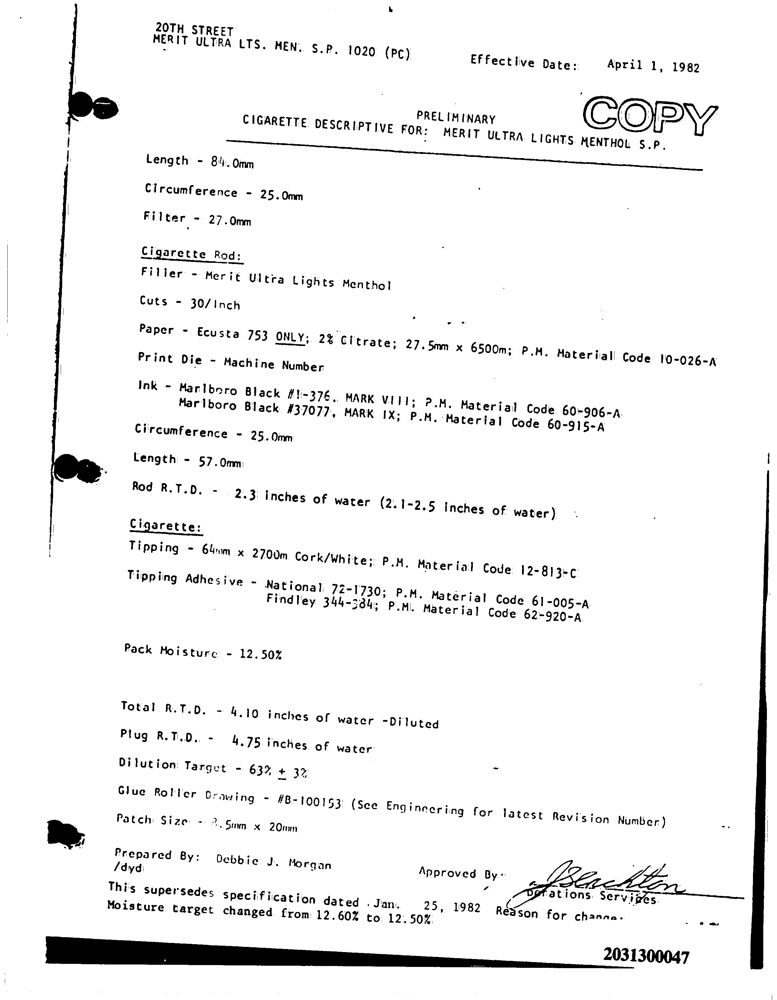 20TH STREET
MERIT ULTRA LTS. MEN. S.P. 1020 (PC)
Effective Date: April 1, 1982
COPY
PRELIMINARY
CIGARETTE DESCRIPTIVE FOR: MERIT ULTRA LIGHTS MENTHOL S.P.
Length - 84.0mm
Circumference - 25.0mm
Filter - 27.0mm
Cigarette Rod:
Filler - Merit Ultra Lights Menthol
Cuts - 30/Inch
Paper - Ecusta 753 ONLY; 2% Citrate; 27.5mm x 6500m; P.M. Material Code 10-026-A
Print Die - Machine Number
Ink - Marlboro Black #1-376, MARK VIII; P.M. Material Code 60-906-A
Marlboro Black #37077, MARK IX; P.M. Material Code 60-915-A
Circumference - 25.0mm
Length - 57.0mm
Rod R.T.D. - 2.3 inches of water (2.1-2.5 inches of water)
Cigarette:
Tipping - 64mm x 2700m Cork/White; P.M. Material Code 12-813-C
Tipping Adhesive - National 72-1730; P.M. Material Code 61-005-A
Findley 344-384; P.M. Material Code 62-920-A
Pack Moisture - 12.50%
Total R.T.D. - 4.10 inches of water -Diluted
Plug R.T.D. - 4.75 inches of water
Dilution Target - 63% ± 3%
Glue Roller Drawing - #B-100153 (See Engineering for latest Revision Number)
Patch Size - .5mm x 20mm
Prepared By: Debbie J. Morgan
/dyd
Approved By:
Operations Services
This supersedes specification dated Jan. 25, 1982 Reason for change:
Moisture target changed from 12.60% to 12.50%
2031300047